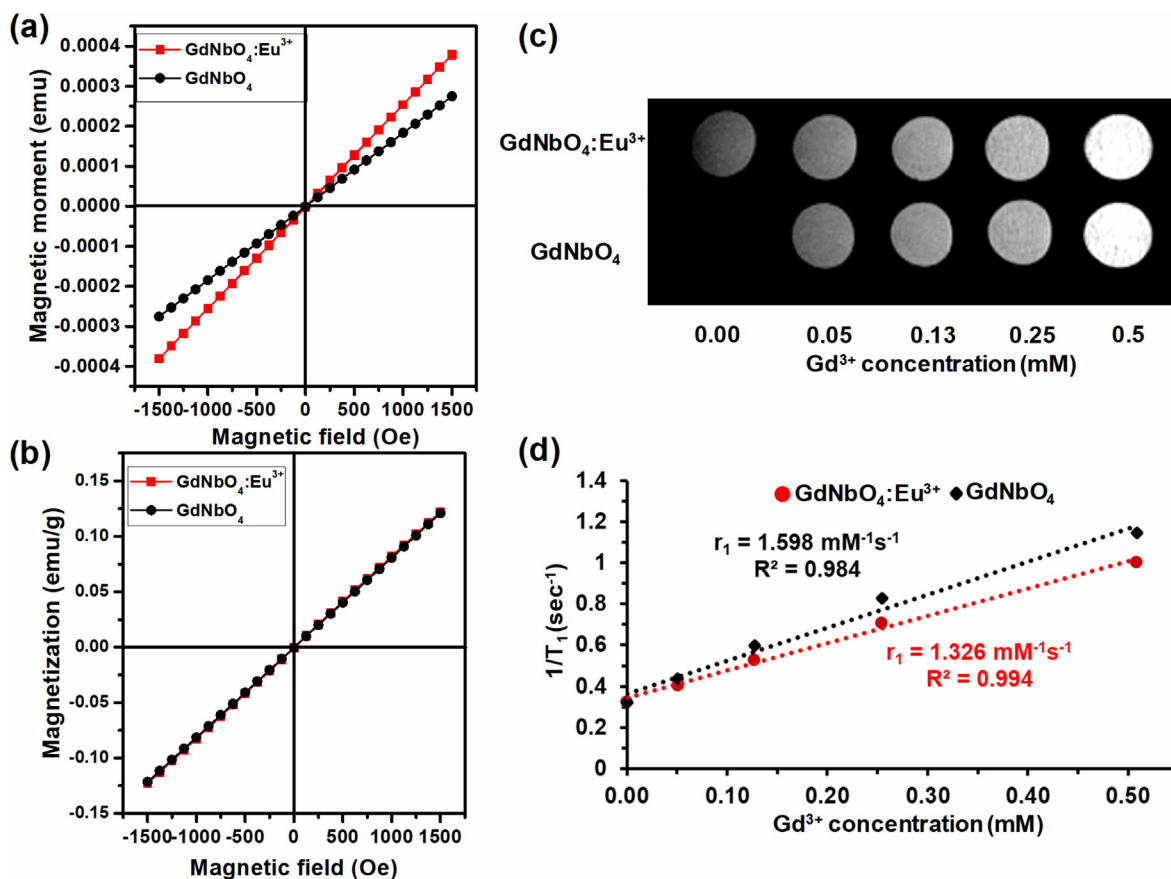 (a)
GdNbO₄:Eu³⁺
GdNbO₄
Magnetic moment (emu)
0.0004
0.0003
0.0002
0.0001
0.0000
-0.0001
-0.0002
-0.0003
-0.0004
-1500 -1000 -500 0 500 1000 1500
Magnetic field (Oe)
(b)
GdNbO₄:Eu³⁺
GdNbO₄
Magnetization (emu/g)
0.15
0.10
0.05
0.00
-0.05
-0.10
-0.15
-1500 -1000 -500 0 500 1000 1500
Magnetic field (Oe)
(c)
GdNbO₄:Eu³⁺
GdNbO₄
0.00 0.05 0.13 0.25 0.5
Gd³⁺ concentration (mM)
(d)
GdNbO₄:Eu³⁺ GdNbO₄
r₁ = 1.598 mM⁻¹s⁻¹
R² = 0.984
r₁ = 1.326 mM⁻¹s⁻¹
R² = 0.994
1/T₁ (sec⁻¹)
1.4
1.2
1
0.8
0.6
0.4
0.2
0
0.00 0.10 0.20 0.30 0.40 0.50
Gd³⁺ concentration (mM)